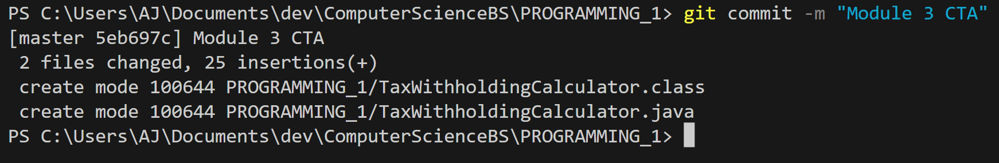 PS C:\Users\AJ\Documents\dev\ComputerScienceBS\PROGRAMMING_1> git commit -m "Module 3 CTA"
[master 5eb697c] Module 3 CTA
 2 files changed, 25 insertions(+)
 create mode 100644 PROGRAMMING_1/TaxWithholdingCalculator.class
 create mode 100644 PROGRAMMING_1/TaxWithholdingCalculator.java
PS C:\Users\AJ\Documents\dev\ComputerScienceBS\PROGRAMMING_1>